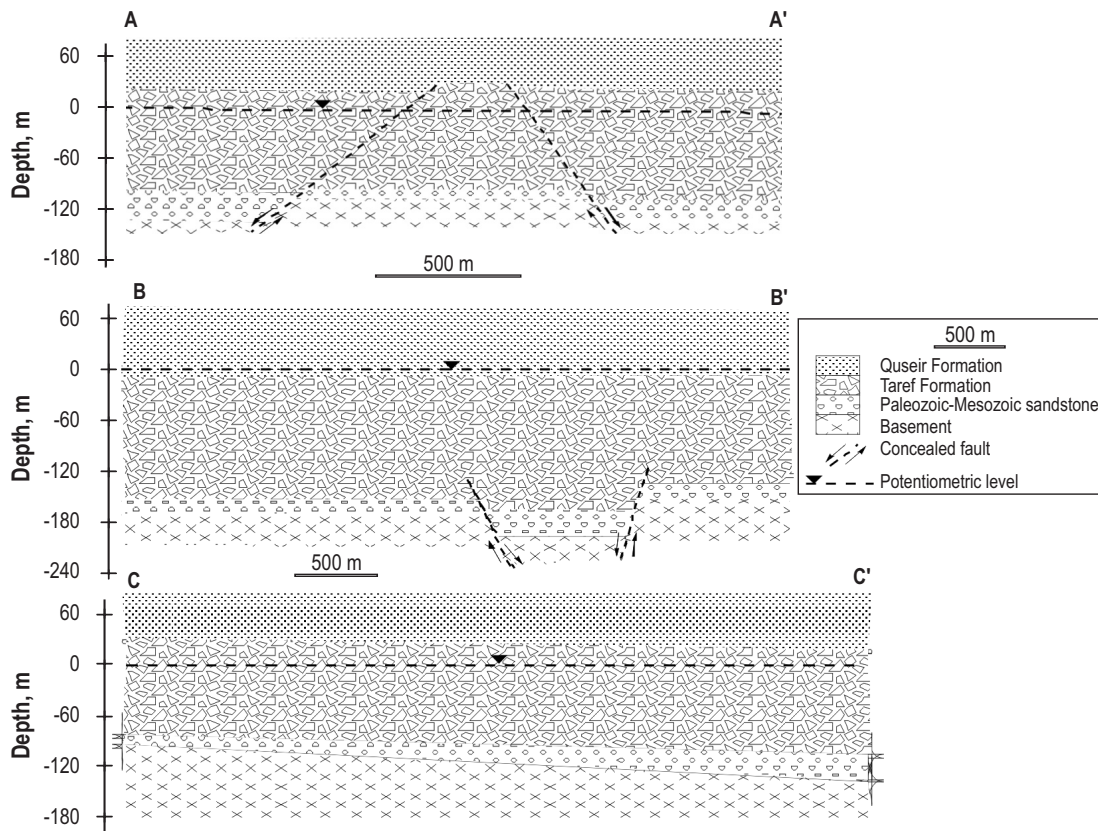 A A'
60
0
-60
-120
-180
Depth, m
500 m
B B'
60
0
-60
-120
-180
-240
Depth, m
500 m
500 m
Quseir Formation
Taref Formation
Paleozoic-Mesozoic sandstone
Basement
Concealed fault
Potentiometric level
C C'
60
0
-60
-120
-180
Depth, m